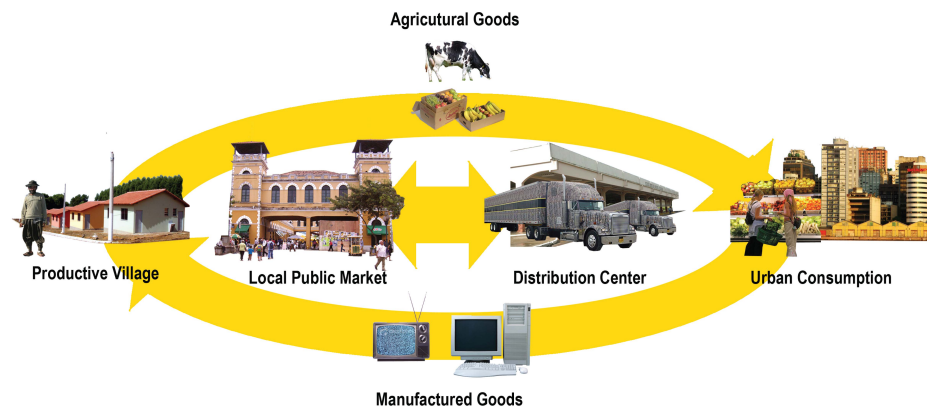 Agricutural Goods
Productive Village
Local Public Market
Distribution Center
Urban Consumption
Manufactured Goods